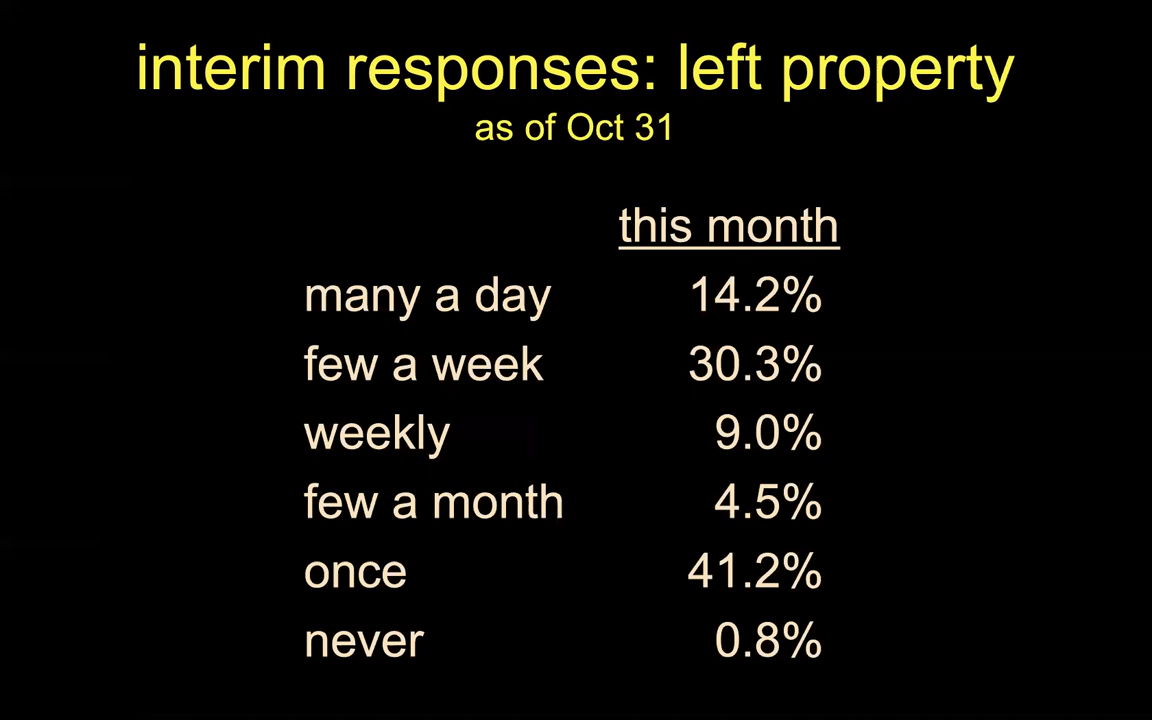 interim responses: left property
as of Oct 31
this month
many a day 14.2%
few a week 30.3%
weekly 9.0%
few a month 4.5%
once 41.2%
never 0.8%